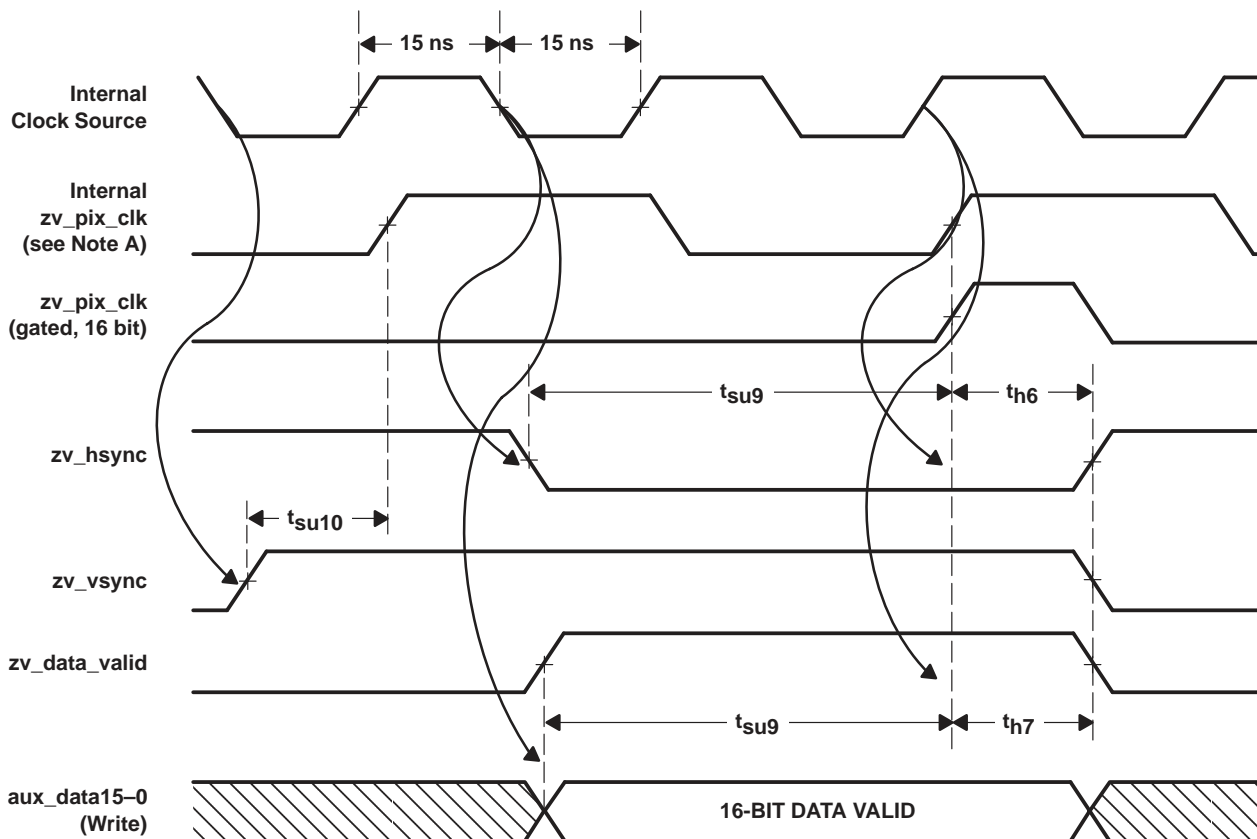 15 ns
15 ns
Internal
Clock Source
Internal
zv_pix_clk
(see Note A)
zv_pix_clk
(gated, 16 bit)
tsu9
th6
zv_hsync
tsu10
zv_vsync
zv_data_valid
tsu9
th7
aux_data15–0
(Write)
16-BIT DATA VALID